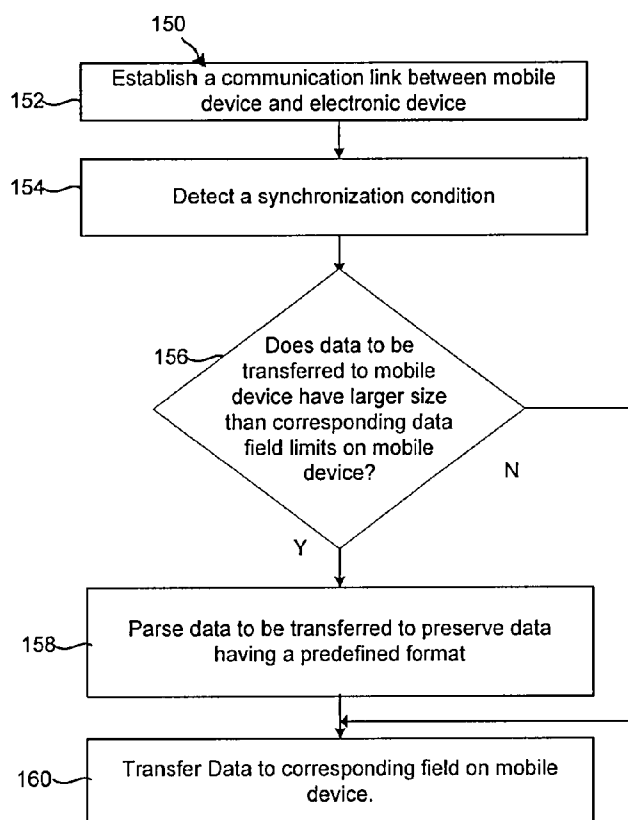 150
152
Establish a communication link between mobile
device and electronic device
154
Detect a synchronization condition
156
Does data to be
transferred to mobile
device have larger size
than corresponding data
field limits on mobile
device?
N
Y
158
Parse data to be transferred to preserve data
having a predefined format
160
Transfer Data to corresponding field on mobile
device.